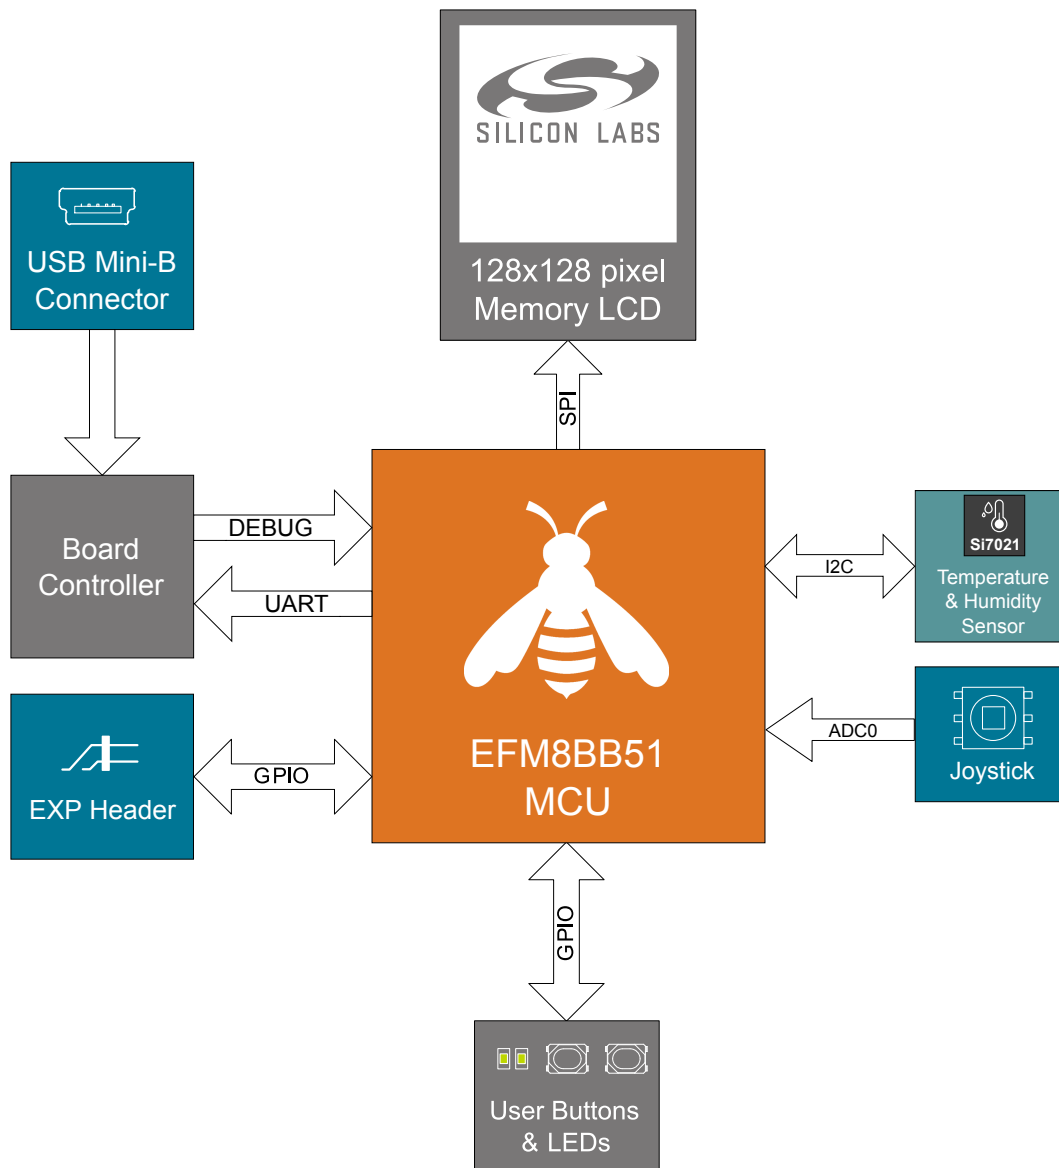 SILICON LABS
128x128 pixel
Memory LCD
USB Mini-B
Connector
SPI
Board
Controller
DEBUG
UART
EFM8BB51
MCU
I2C
Si7021
Temperature
& Humidity
Sensor
ADC0
Joystick
GPIO
EXP Header
GPIO
User Buttons
& LEDs